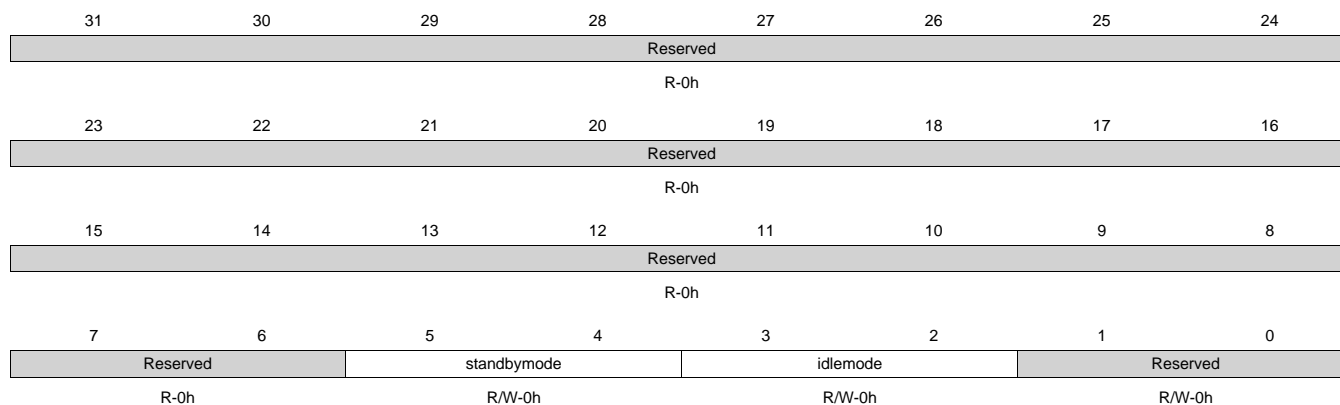 31 30 29 28 27 26 25 24
Reserved
R-0h
23 22 21 20 19 18 17 16
Reserved
R-0h
15 14 13 12 11 10 9 8
Reserved
R-0h
7 6 5 4 3 2 1 0
Reserved standbymode idlemode Reserved
R-0h R/W-0h R/W-0h R/W-0h